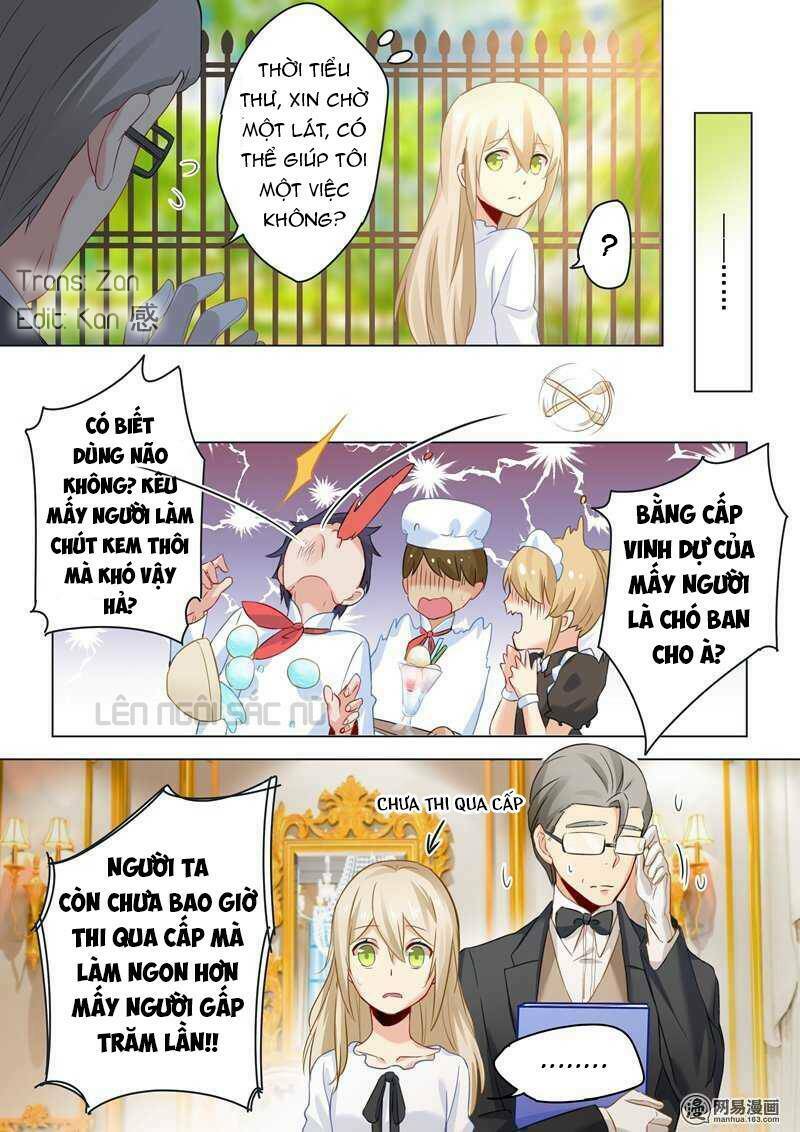 THỜI TIỂU
THƯ, XIN CHỜ
MỘT LÁT, CÓ
THỂ GIÚP TÔI
MỘT VIỆC
KHÔNG?
?
............
Trans: Zan
Edit: Kan 感
CÓ BIẾT
DÙNG NÃO
KHÔNG? KÊU
MẤY NGƯỜI LÀM
CHÚT KEM THÔI
MÀ KHÓ VẬY
HẢ?
BẰNG CẤP
VINH DỰ CỦA
MẤY NGƯỜI
LÀ CHÓ BAN
CHO À?
LÊN NGÔI SẮC NỮ
CHƯA THI QUA CẤP
NGƯỜI TA
CÒN CHƯA BAO GIỜ
THI QUA CẤP MÀ
LÀM NGON HƠN
MẤY NGƯỜI GẤP
TRĂM LẦN!!
........
漫 网易漫画
manhua.163.com